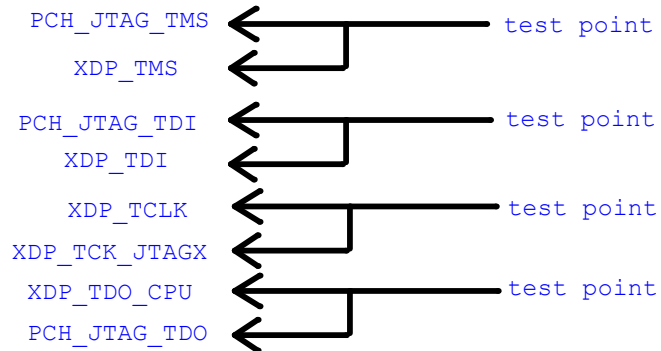 PCH_JTAG_TMS
test point
XDP_TMS
PCH_JTAG_TDI
test point
XDP_TDI
XDP_TCLK
test point
XDP_TCK_JTAGX
XDP_TDO_CPU
test point
PCH_JTAG_TDO